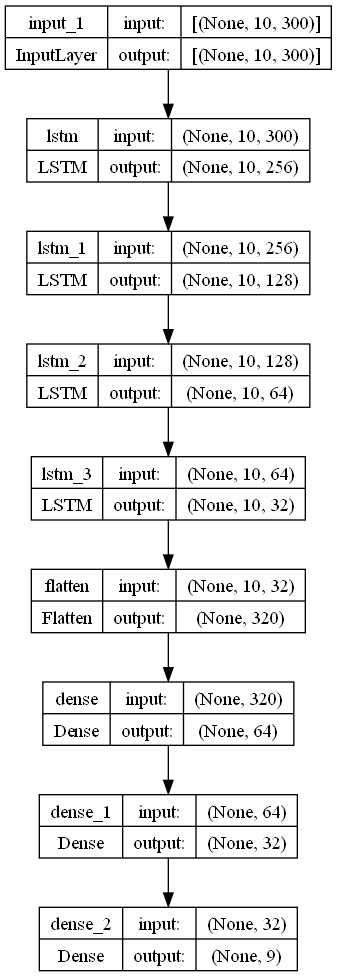 input_1 input: [(None, 10, 300)]
InputLayer output: [(None, 10, 300)]
lstm input: (None, 10, 300)
LSTM output: (None, 10, 256)
lstm_1 input: (None, 10, 256)
LSTM output: (None, 10, 128)
lstm_2 input: (None, 10, 128)
LSTM output: (None, 10, 64)
lstm_3 input: (None, 10, 64)
LSTM output: (None, 10, 32)
flatten input: (None, 10, 32)
Flatten output: (None, 320)
dense input: (None, 320)
Dense output: (None, 64)
dense_1 input: (None, 64)
Dense output: (None, 32)
dense_2 input: (None, 32)
Dense output: (None, 9)